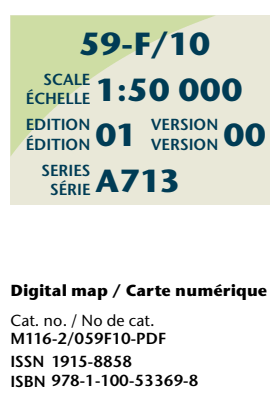 59-F/10
SCALE
ÉCHELLE 1:50 000
EDITION
ÉDITION 01 VERSION
VERSION 00
SERIES
SÉRIE A713
Digital map / Carte numérique
Cat. no. / No de cat.
M116-2/059F10-PDF
ISSN 1915-8858
ISBN 978-1-100-53369-8